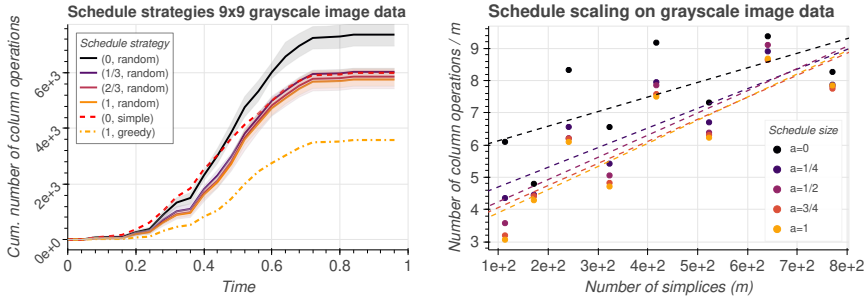 Schedule strategies 9x9 grayscale image data
Cum. number of column operations
6e+3
4e+3
2e+3
0e+0
Schedule strategy
(0, random)
(1/3, random)
(2/3, random)
(1, random)
(0, simple)
(1, greedy)
0
0.2
0.4
0.6
0.8
1
Time
Schedule scaling on grayscale image data
Number of column operations / m
9
8
7
6
5
4
3
Schedule size
a=0
a=1/4
a=1/2
a=3/4
a=1
1e+2
2e+2
3e+2
4e+2
5e+2
6e+2
7e+2
8e+2
Number of simplices (m)